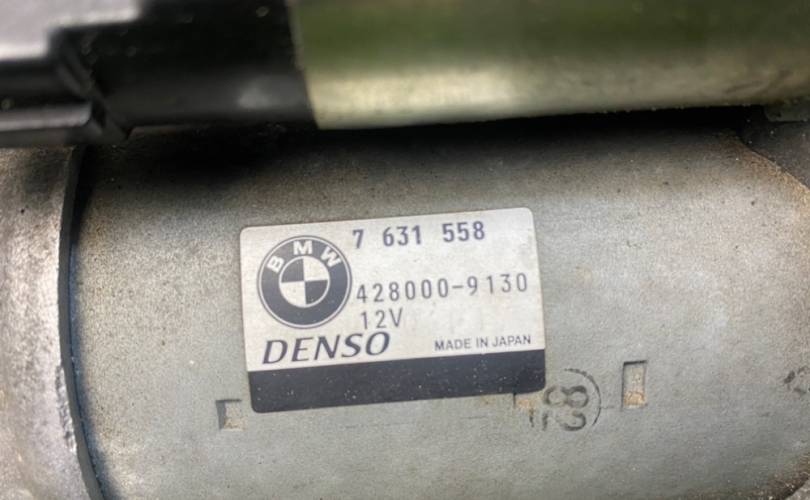 BMW
7 631 558
428000-9130
12V
DENSO
MADE IN JAPAN